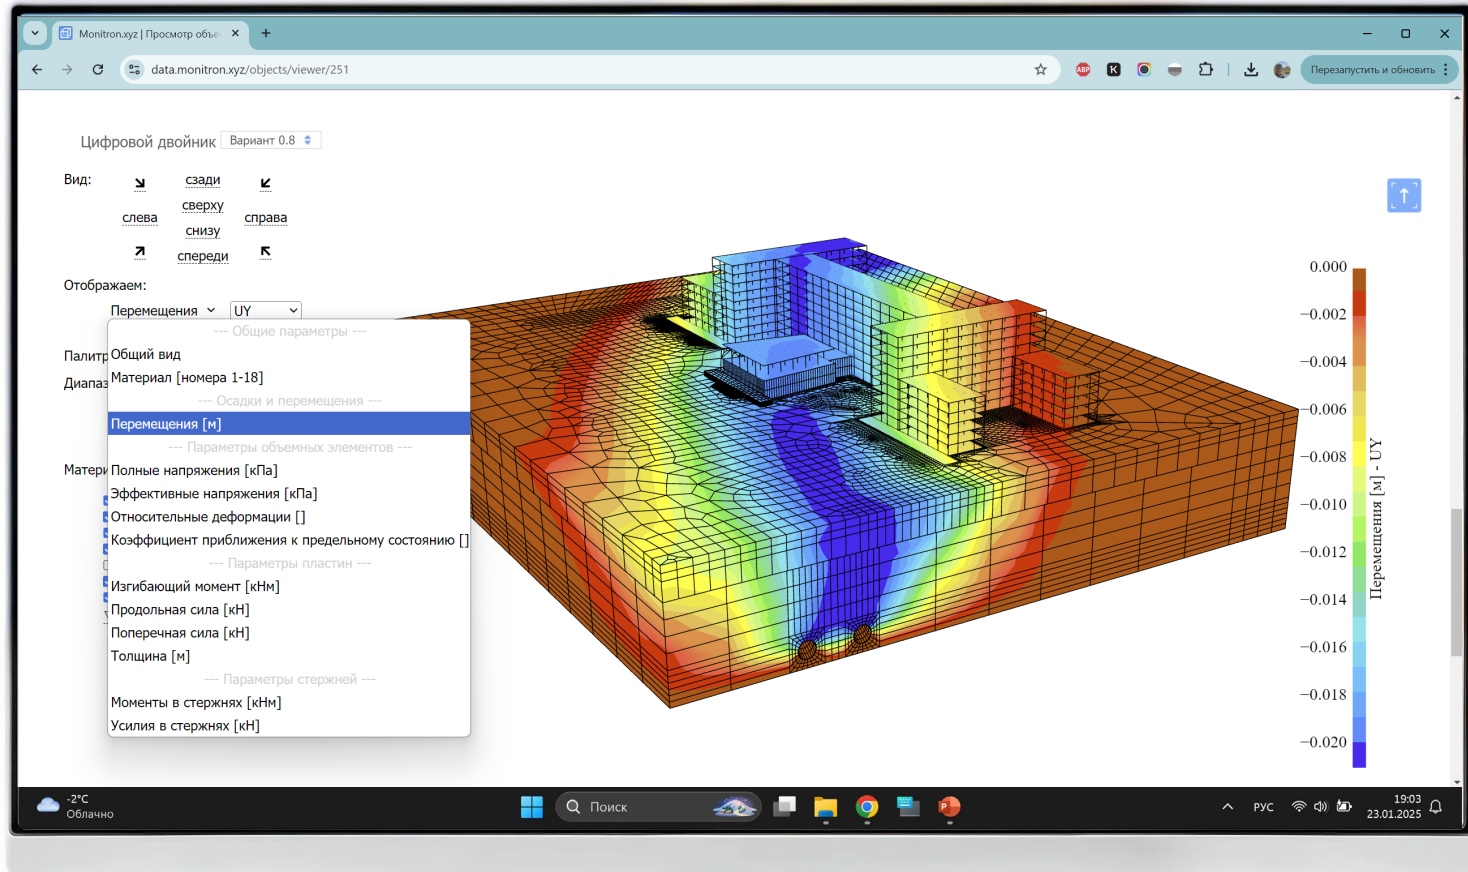 Monitron.xyz | Просмотр объе
data.monitron.xyz/objects/viewer/251
ABP
K
Перезапустить и обновить
Цифровой двойник Вариант 0.8
Вид:
сзади
сверху
слева
справа
снизу
спереди
Отображаем:
Перемещения UY
--- Общие параметры ---
Палитр
Общий вид
Материал [номера 1-18]
Диапаз
--- Осадки и перемещения ---
Перемещения [м]
--- Параметры объемных элементов ---
Матери
Полные напряжения [кПа]
Эффективные напряжения [кПа]
Относительные деформации []
Коэффициент приближения к предельному состоянию []
--- Параметры пластин ---
Изгибающий момент [кНм]
Продольная сила [кН]
Поперечная сила [кН]
Толщина [м]
--- Параметры стержней ---
Моменты в стержнях [кНм]
Усилия в стержнях [кН]
0.000
−0.002
−0.004
−0.006
−0.008
−0.010
−0.012
−0.014
−0.016
−0.018
−0.020
Перемещения [м] - UY
-2°C
Облачно
Поиск
РУС
19:03
23.01.2025